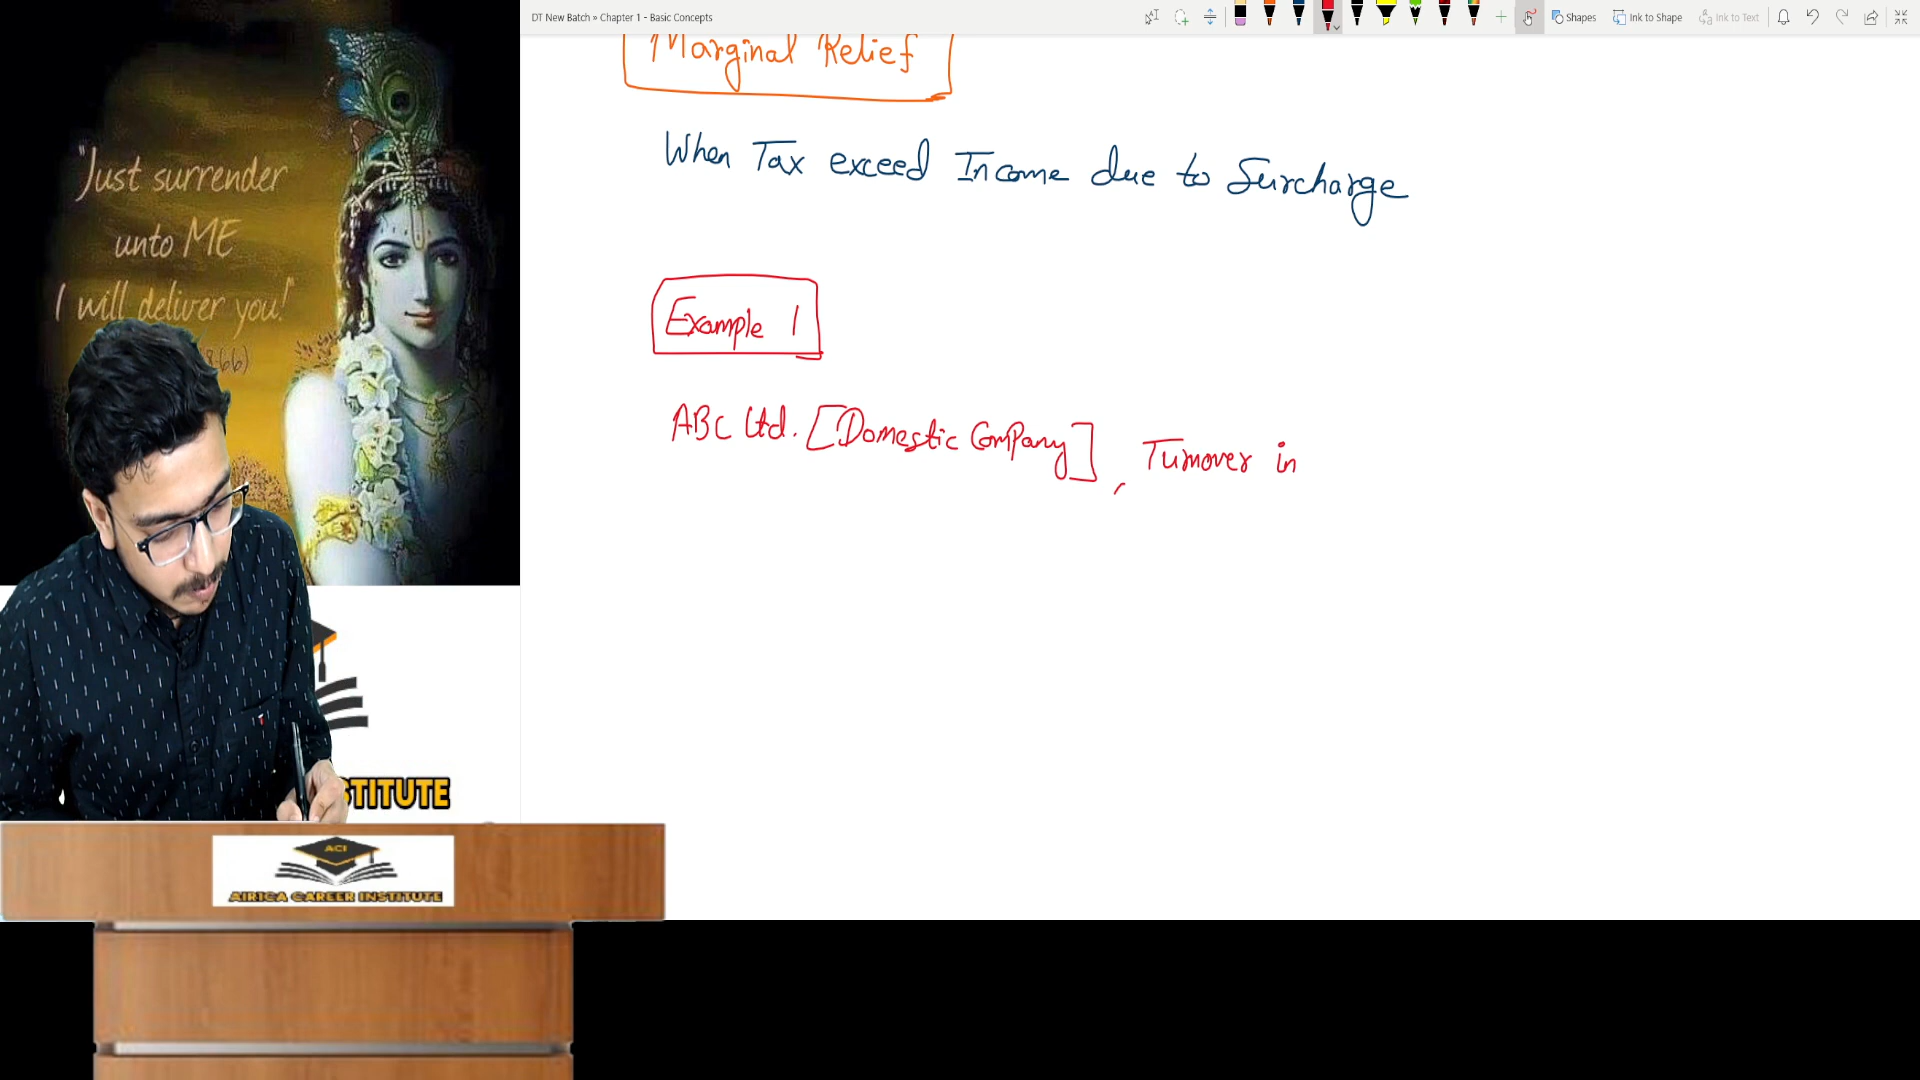 DT New Batch » Chapter 1 - Basic Concepts
Shapes
Ink to Shape
Ink to Text
Marginal Relief
When Tax exceed Income due to Surcharge
Example 1
ABC Ltd. [Domestic Company], Turnover in
"Just surrender
unto ME
I will deliver you!"
8:66)
STITUTE
ACI
AIRICA CAREER INSTITUTE